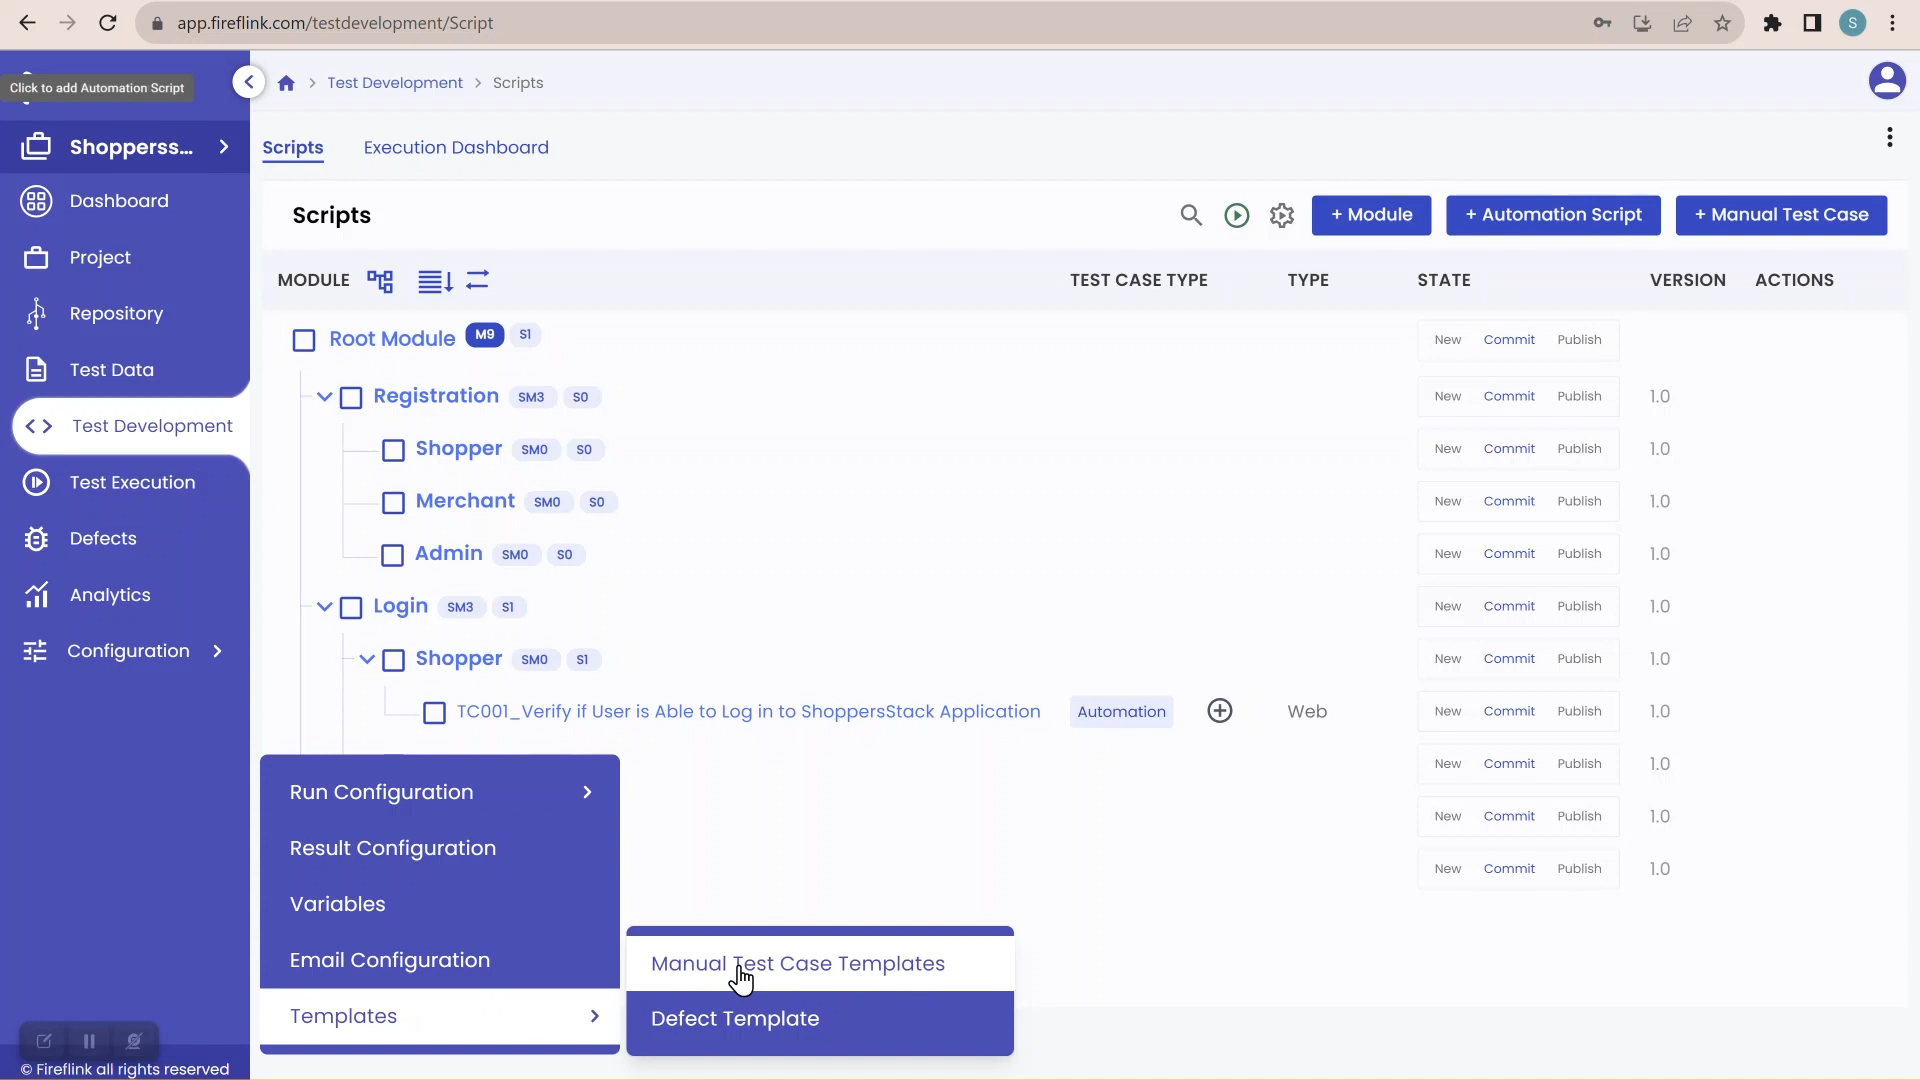 app.fireflink.com/testdevelopment/Script
S
Click to add Automation Script
Test Development
Scripts
Shopperss...
Dashboard
Project
Repository
Test Data
Test Development
Test Execution
Defects
Analytics
Configuration
© Fireflink all rights reserved
Scripts Execution Dashboard
Scripts
+ Module + Automation Script + Manual Test Case
MODULE TEST CASE TYPE TYPE STATE VERSION ACTIONS
Root Module M9 S1 New Commit Publish
Registration SM3 S0 New Commit Publish 1.0
Shopper SM0 S0 New Commit Publish 1.0
Merchant SM0 S0 New Commit Publish 1.0
Admin SM0 S0 New Commit Publish 1.0
Login SM3 S1 New Commit Publish 1.0
Shopper SM0 S1 New Commit Publish 1.0
TC001_Verify if User is Able to Log in to ShoppersStack Application Automation Web New Commit Publish 1.0
New Commit Publish 1.0
New Commit Publish 1.0
New Commit Publish 1.0
Run Configuration
Result Configuration
Variables
Email Configuration
Templates
Manual Test Case Templates
Defect Template